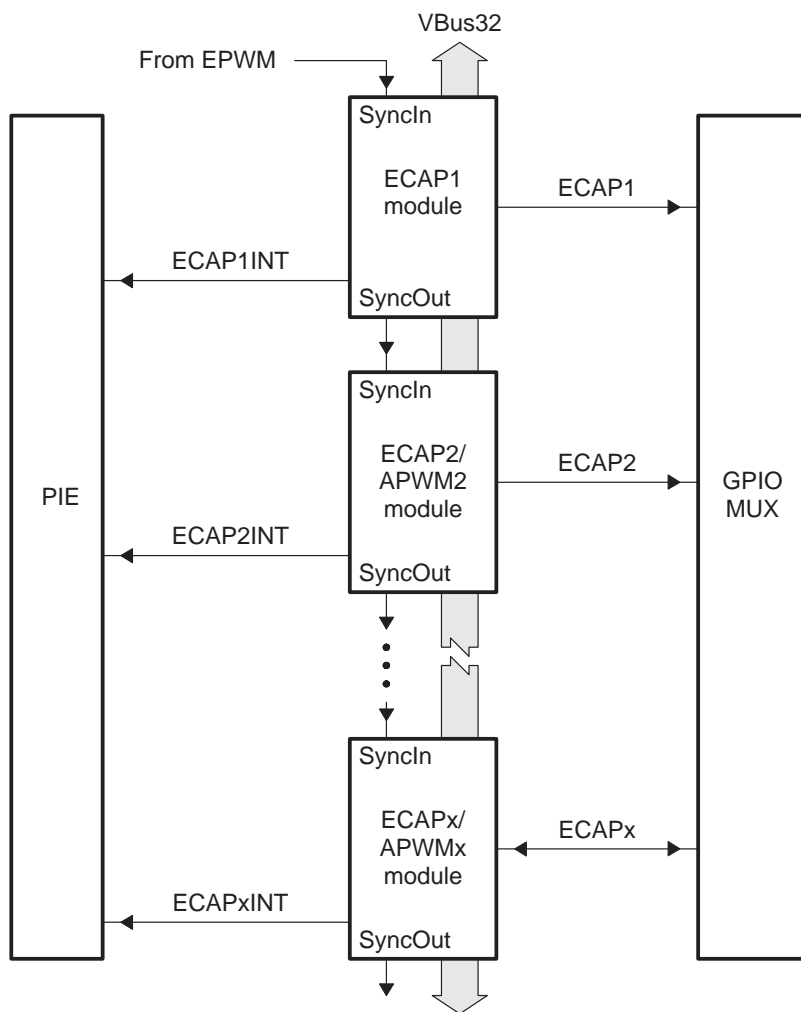 VBus32
From EPWM
SyncIn
ECAP1
module
ECAP1
ECAP1INT
SyncOut
SyncIn
ECAP2/
APWM2
module
ECAP2
PIE
GPIO
MUX
ECAP2INT
SyncOut
SyncIn
ECAPx/
APWMx
module
ECAPx
ECAPxINT
SyncOut